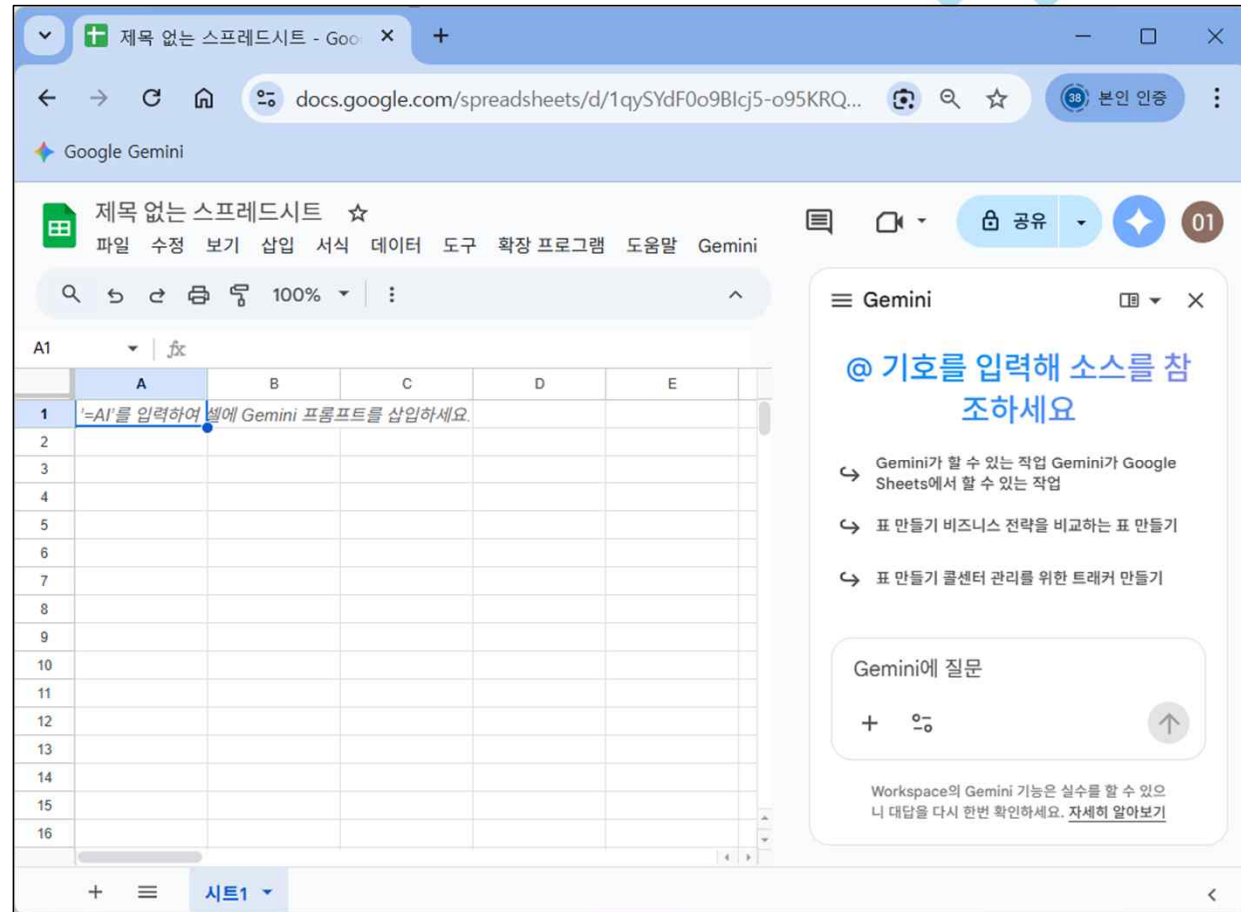 제목 없는 스프레드시트 - Goo
docs.google.com/spreadsheets/d/1qySYdF0o9BIcj5-o95KRQ...
38 본인 인증
Google Gemini
제목 없는 스프레드시트
파일 수정 보기 삽입 서식 데이터 도구 확장 프로그램 도움말 Gemini
공유
01
100%
A1 fx
A B C D E
1 '=AI'를 입력하여 셀에 Gemini 프롬프트를 삽입하세요.
2
3
4
5
6
7
8
9
10
11
12
13
14
15
16
시트1
Gemini
@ 기호를 입력해 소스를 참
조하세요
Gemini가 할 수 있는 작업 Gemini가 Google
Sheets에서 할 수 있는 작업
표 만들기 비즈니스 전략을 비교하는 표 만들기
표 만들기 콜센터 관리를 위한 트래커 만들기
Gemini에 질문
Workspace의 Gemini 기능은 실수를 할 수 있으
니 대답을 다시 한번 확인하세요. 자세히 알아보기